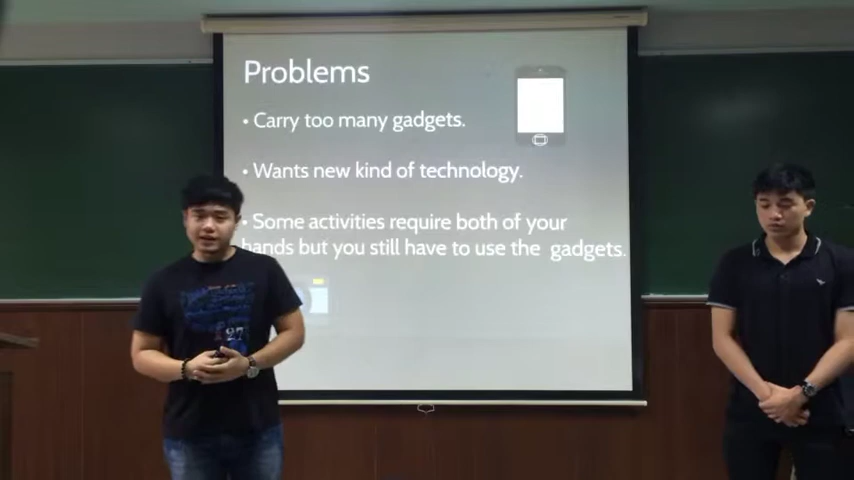 Problems
• Carry too many gadgets.
• Wants new kind of technology.
• Some activities require both of your
hands but you still have to use the gadgets.
27